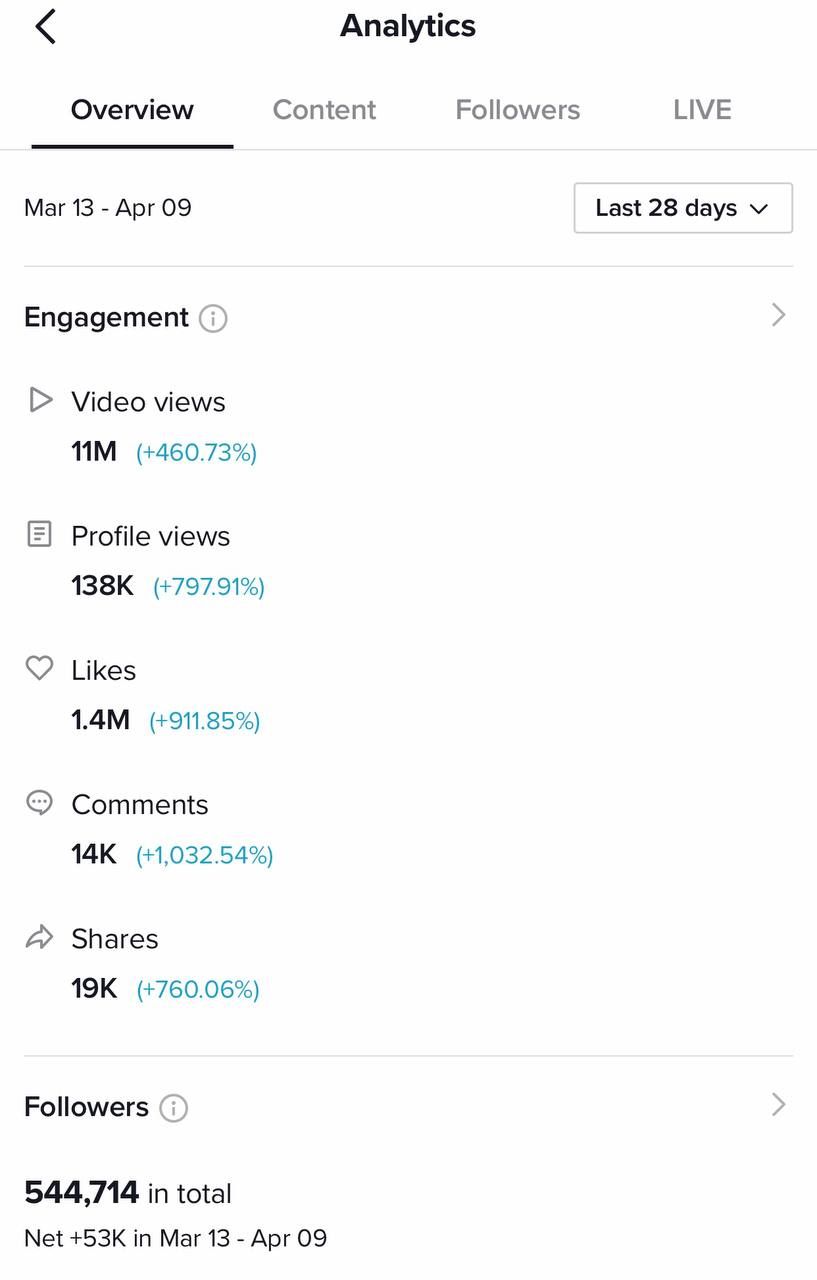 Analytics
Overview Content Followers LIVE
Mar 13 - Apr 09 Last 28 days
Engagement
Video views
11M (+460.73%)
Profile views
138K (+797.91%)
Likes
1.4M (+911.85%)
Comments
14K (+1,032.54%)
Shares
19K (+760.06%)
Followers
544,714 in total
Net +53K in Mar 13 - Apr 09